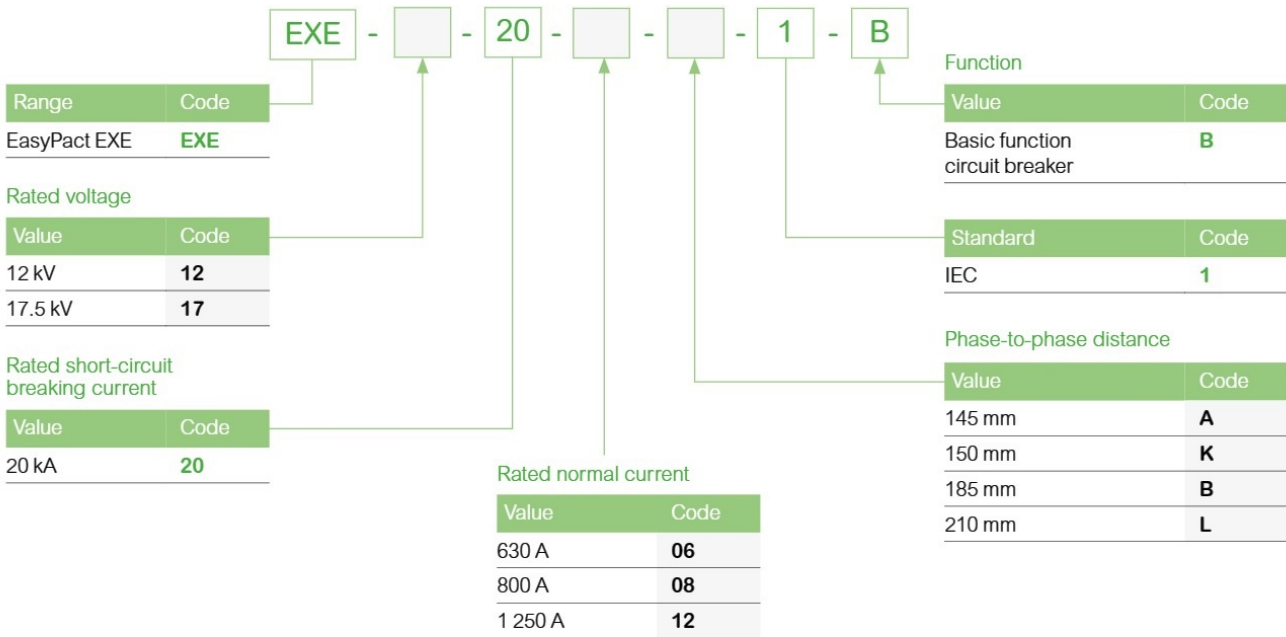 EXE - - 20 - - - 1 - B
Range Code
EasyPact EXE EXE
Rated voltage
Value Code
12 kV 12
17.5 kV 17
Rated short-circuit
breaking current
Value Code
20 kA 20
Rated normal current
Value Code
630 A 06
800 A 08
1 250 A 12
Function
Value Code
Basic function B
circuit breaker
Standard Code
IEC 1
Phase-to-phase distance
Value Code
145 mm A
150 mm K
185 mm B
210 mm L